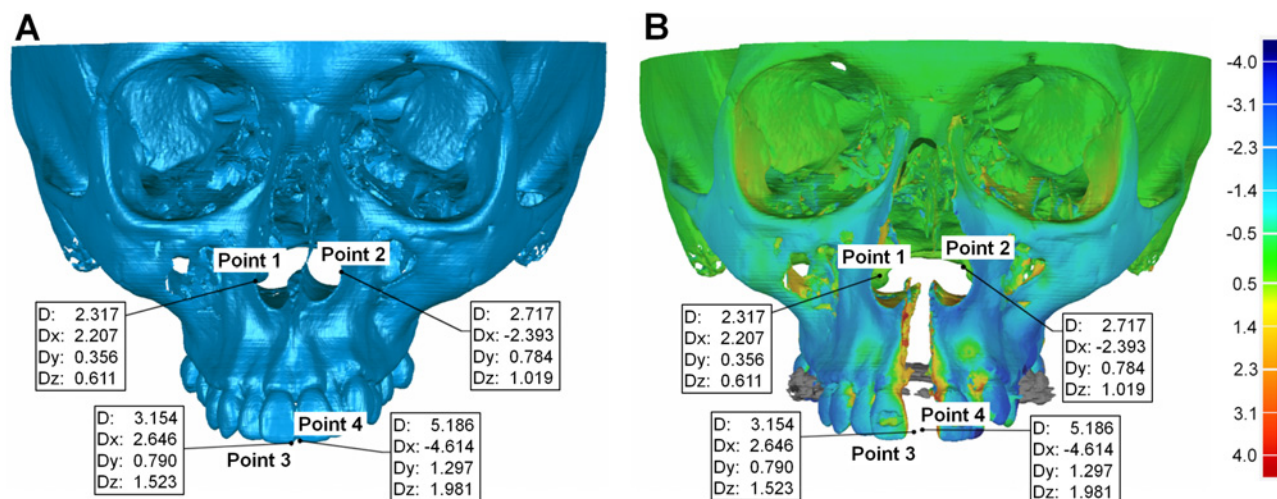 A
Point 1
Point 2
D: 2.317
Dx: 2.207
Dy: 0.356
Dz: 0.611
D: 2.717
Dx: -2.393
Dy: 0.784
Dz: 1.019
D: 3.154
Dx: 2.646
Dy: 0.790
Dz: 1.523
Point 4
Point 3
D: 5.186
Dx: -4.614
Dy: 1.297
Dz: 1.981
B
Point 1
Point 2
D: 2.317
Dx: 2.207
Dy: 0.356
Dz: 0.611
D: 2.717
Dx: -2.393
Dy: 0.784
Dz: 1.019
D: 3.154
Dx: 2.646
Dy: 0.790
Dz: 1.523
Point 4
Point 3
D: 5.186
Dx: -4.614
Dy: 1.297
Dz: 1.981
-4.0
-3.1
-2.3
-1.4
-0.5
0.5
1.4
2.3
3.1
4.0